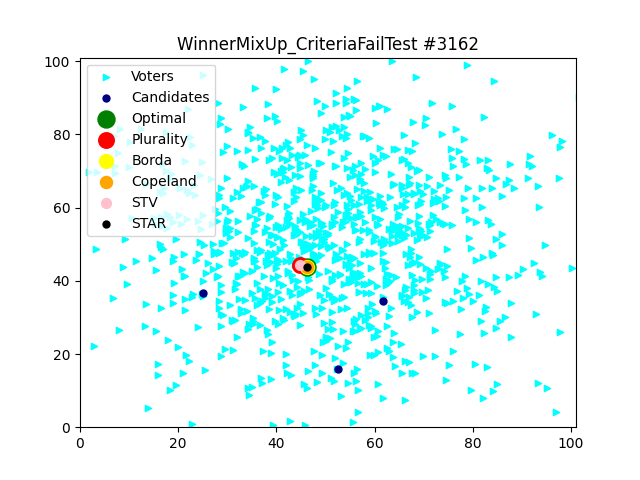 WinnerMixUp_CriteriaFailTest #3162
100
80
60
40
20
0
Voters
Candidates
Optimal
Plurality
Borda
Copeland
STV
STAR
0 20 40 60 80 100